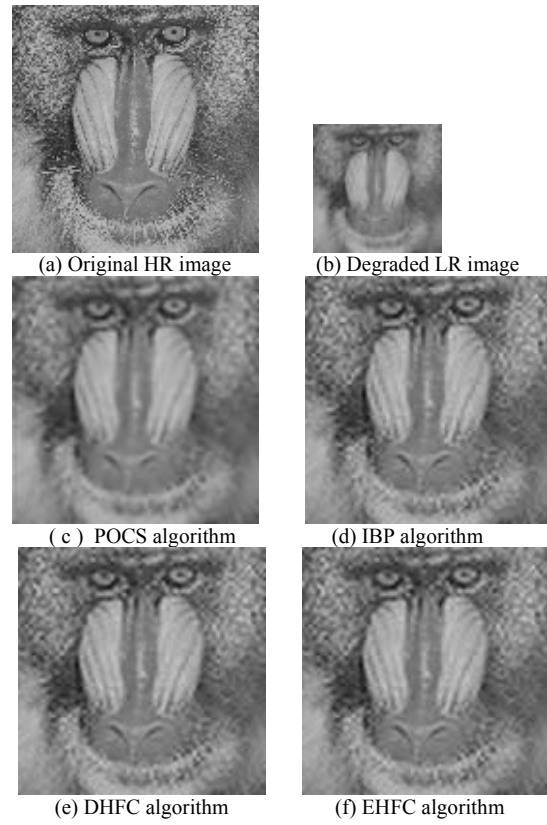 (a) Original HR image
(b) Degraded LR image
( c )  POCS algorithm
(d) IBP algorithm
(e) DHFC algorithm
(f) EHFC algorithm